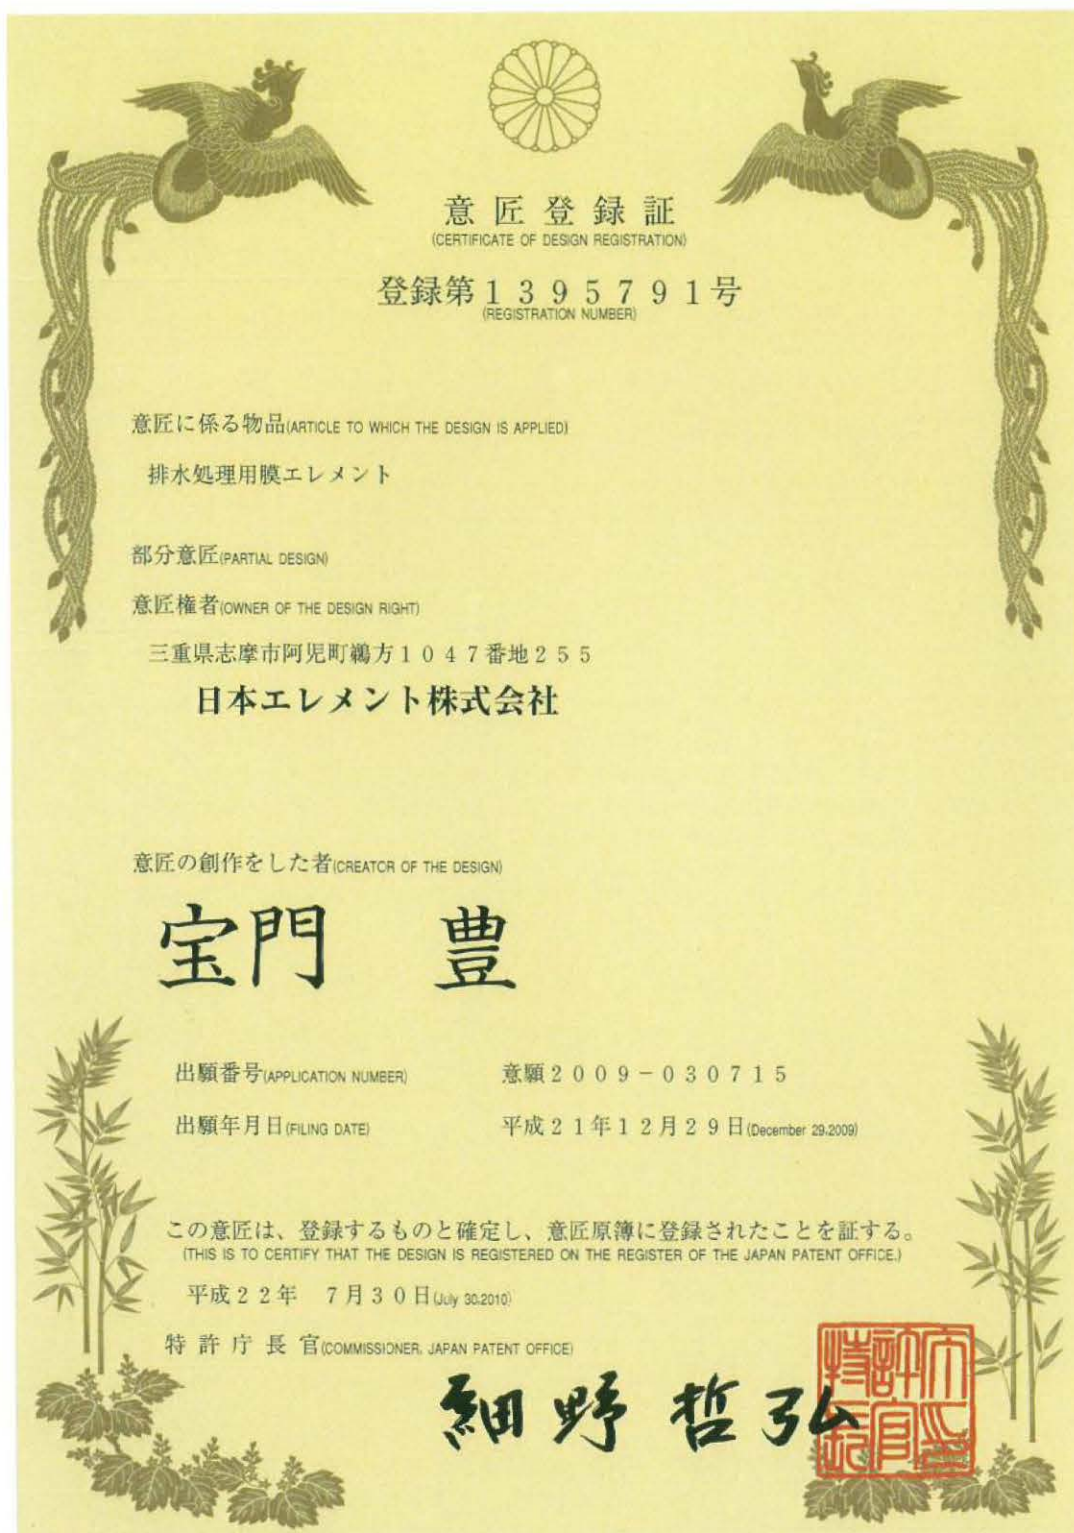 意匠登録証
(CERTIFICATE OF DESIGN REGISTRATION)
登録第1395791号
(REGISTRATION NUMBER)
意匠に係る物品(ARTICLE TO WHICH THE DESIGN IS APPLIED)
排水処理用膜エレメント
部分意匠(PARTIAL DESIGN)
意匠権者(OWNER OF THE DESIGN RIGHT)
三重県志摩市阿児町鵜方1047番地255
日本エレメント株式会社
意匠の創作をした者(CREATOR OF THE DESIGN)
宝門 豊
出願番号(APPLICATION NUMBER) 意願2009-030715
出願年月日(FILING DATE) 平成21年12月29日(December 29,2009)
この意匠は、登録するものと確定し、意匠原簿に登録されたことを証する。
(THIS IS TO CERTIFY THAT THE DESIGN IS REGISTERED ON THE REGISTER OF THE JAPAN PATENT OFFICE.)
平成22年 7月30日(July 30,2010)
特許庁長官(COMMISSIONER, JAPAN PATENT OFFICE)
細野哲弘